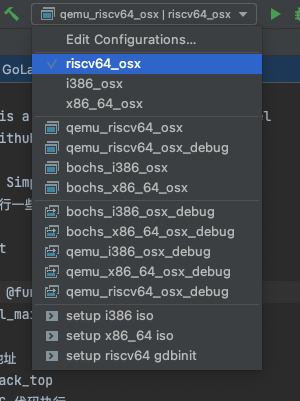 qemu_riscv64_osx | riscv64_osx
Edit Configurations...
GoLa
riscv64_osx
is a
el
i386_osx
ithub
x86_64_osx
qemu_riscv64_osx
qemu_riscv64_osx_debug
bochs_i386_osx
Simp
bochs_x86_64_osx
行一些
bochs_i386_osx_debug
bochs_x86_64_osx_debug
t
qemu_i386_osx_debug
qemu_x86_64_osx_debug
@fun
qemu_riscv64_osx_debug
l_mai
setup i386 iso
setup x86_64 iso
地址
setup riscv64 gdbinit
ack_top
代码执行